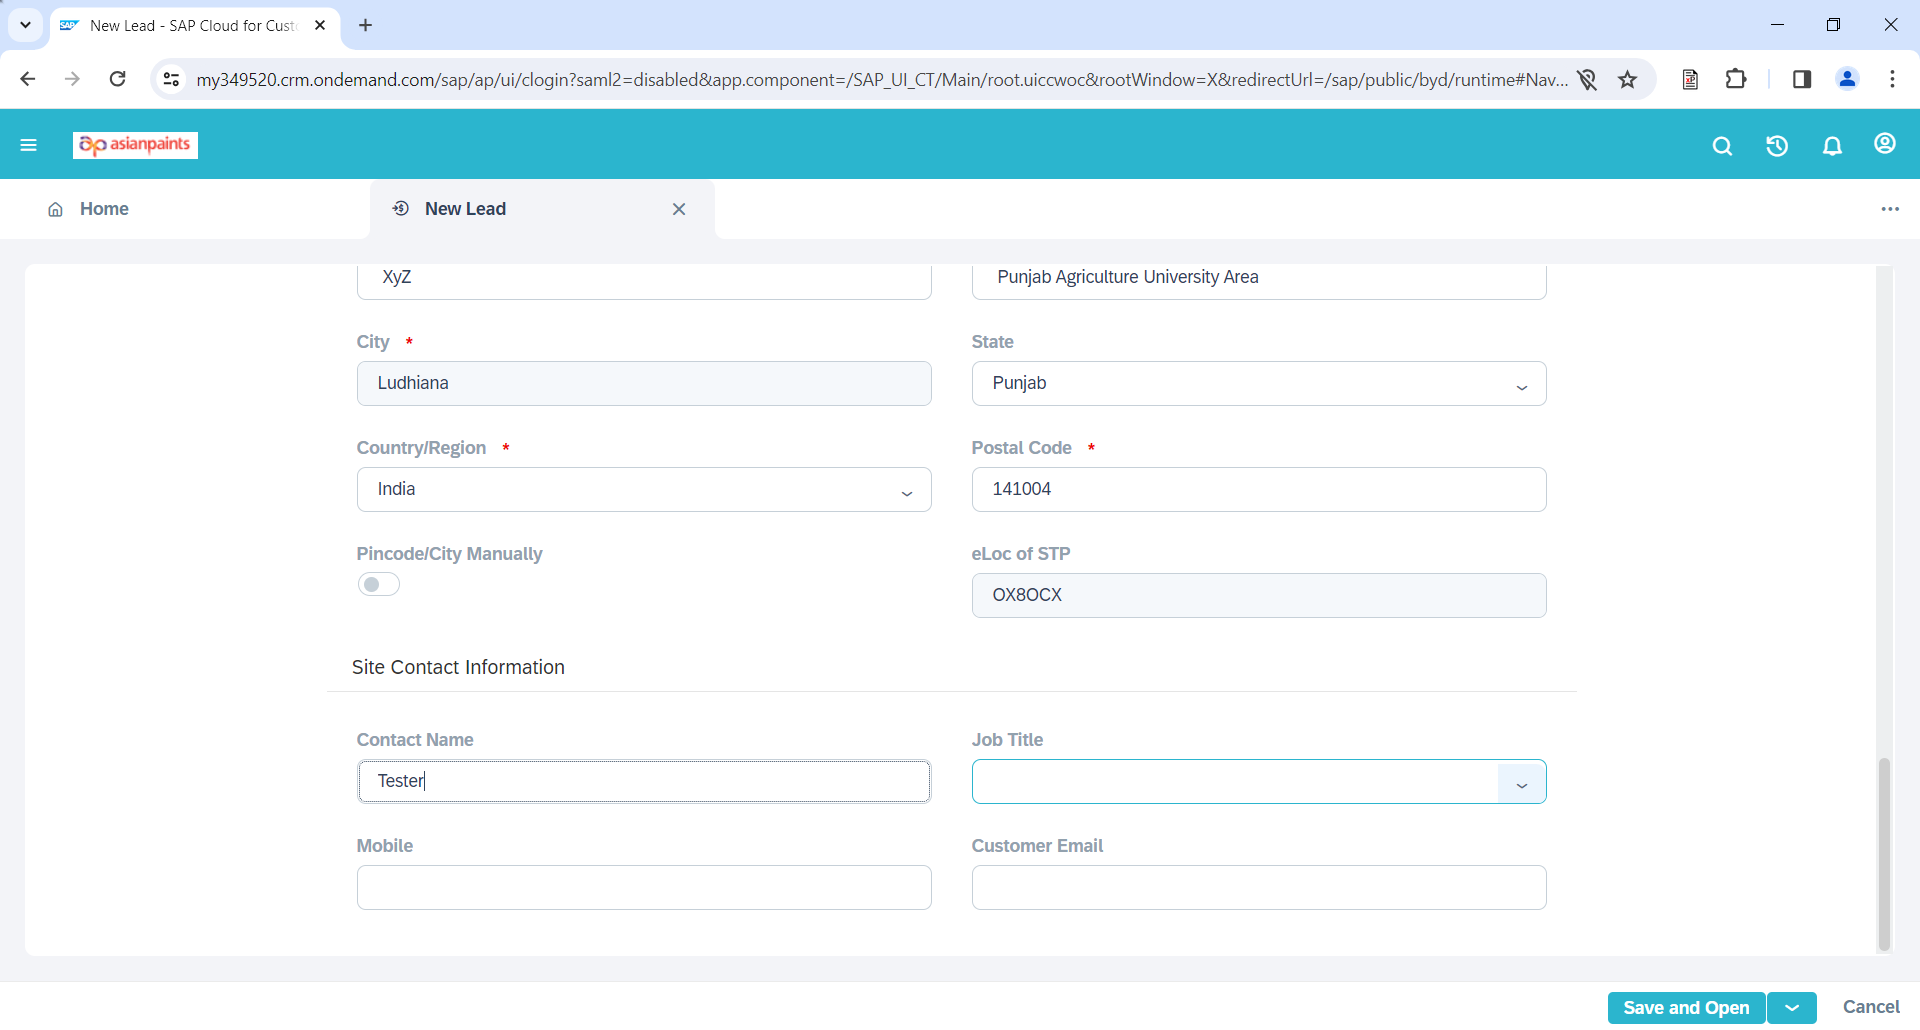 New Lead - SAP Cloud for Cust
my349520.crm.ondemand.com/sap/ap/ui/clogin?saml2=disabled&app.component=/SAP_UI_CT/Main/root.uiccwoc&rootWindow=X&redirectUrl=/sap/public/byd/runtime#Nav...
ap asianpaints
Home
New Lead
XyZ
Punjab Agriculture University Area
City *
State
Ludhiana
Punjab
Country/Region *
Postal Code *
India
141004
Pincode/City Manually
eLoc of STP
OX8OCX
Site Contact Information
Contact Name
Job Title
Tester
Mobile
Customer Email
Save and Open
Cancel